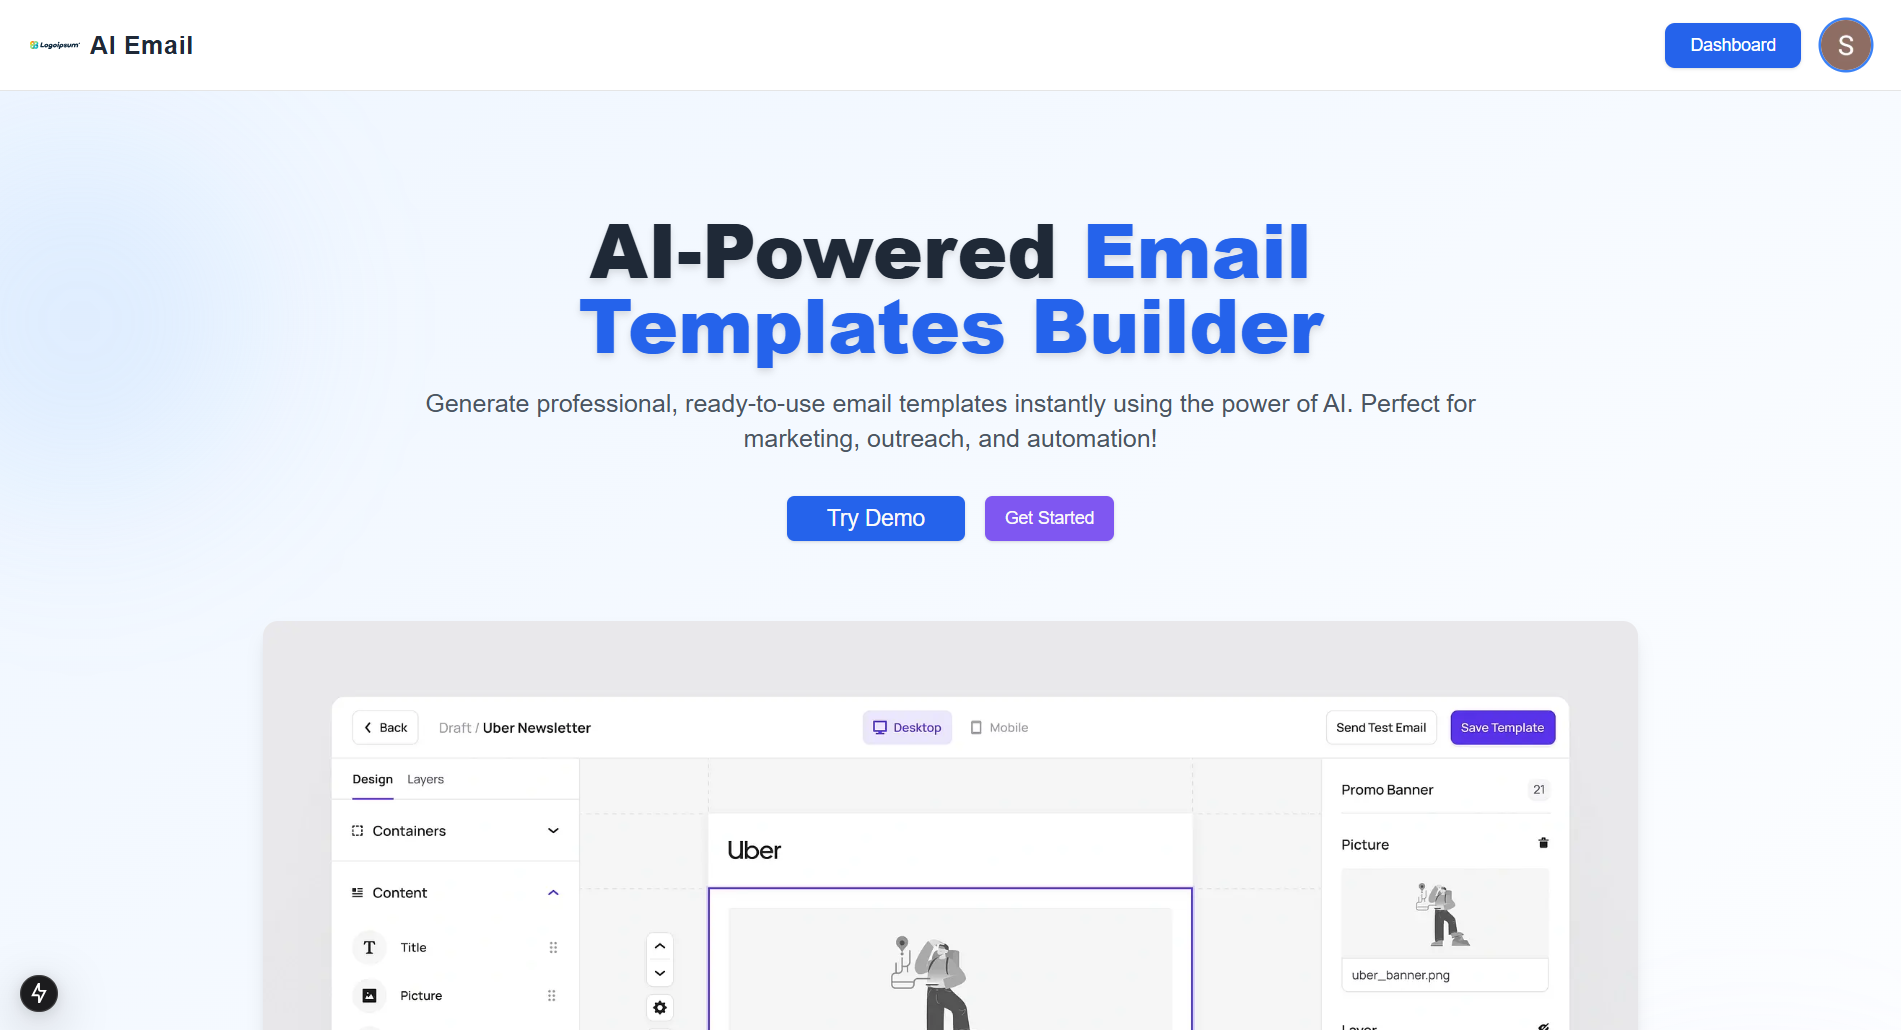 Logoipsum
AI Email
Dashboard
S
AI-Powered Email
Templates Builder
Generate professional, ready-to-use email templates instantly using the power of AI. Perfect for
marketing, outreach, and automation!
Try Demo
Get Started
Back
Draft / Uber Newsletter
Desktop
Mobile
Send Test Email
Save Template
Design
Layers
Containers
Content
T
Title
Picture
Uber
Promo Banner
21
Picture
uber_banner.png
Layer